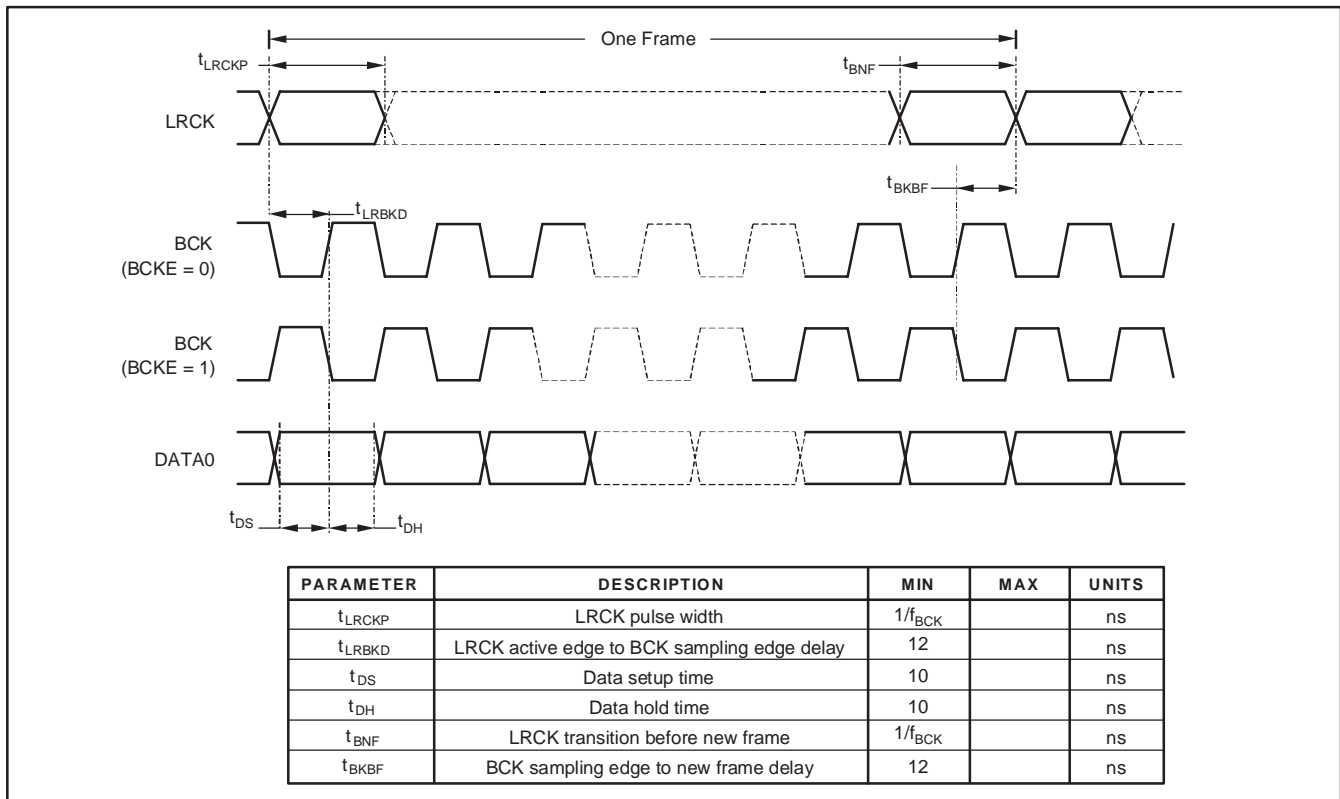 One Frame
tLRCKP
tBNF
LRCK
tBKBF
tLRBKD
BCK
(BCKE = 0)
BCK
(BCKE = 1)
DATA0
tDS
tDH
PARAMETER DESCRIPTION MIN MAX UNITS
tLRCKP LRCK pulse width 1/fBCK ns
tLRBKD LRCK active edge to BCK sampling edge delay 12 ns
tDS Data setup time 10 ns
tDH Data hold time 10 ns
tBNF LRCK transition before new frame 1/fBCK ns
tBKBF BCK sampling edge to new frame delay 12 ns